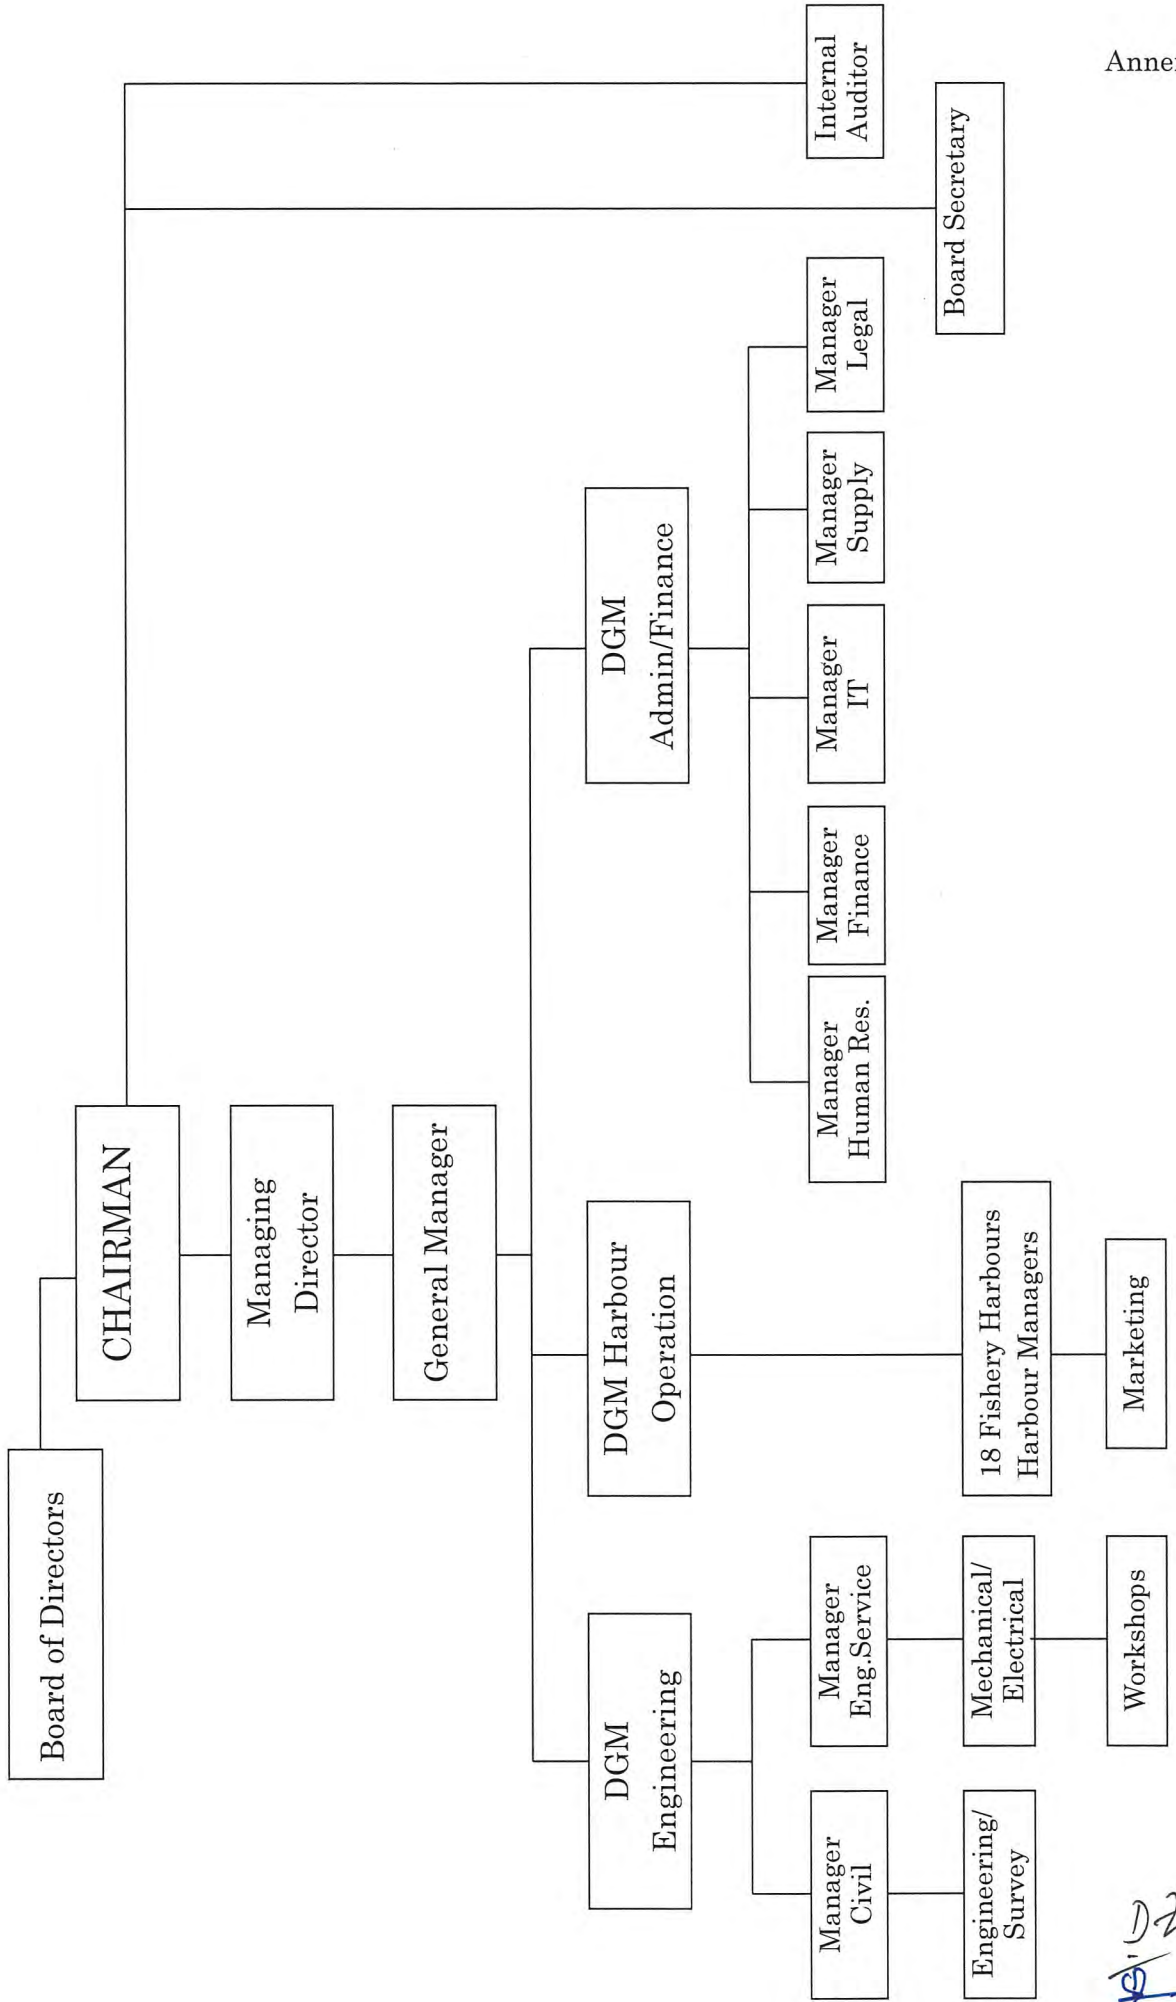 Anne
Board of Directors
CHAIRMAN
Managing
Director
General Manager
DGM
Engineering
DGM Harbour
Operation
DGM
Admin/Finance
Manager
Civil
Manager
Eng.Service
Manager
Human Res.
Manager
Finance
Manager
IT
Manager
Supply
Manager
Legal
Internal
Auditor
Board Secretary
Engineering/
Survey
Mechanical/
Electrical
18 Fishery Harbours
Harbour Managers
Workshops
Marketing